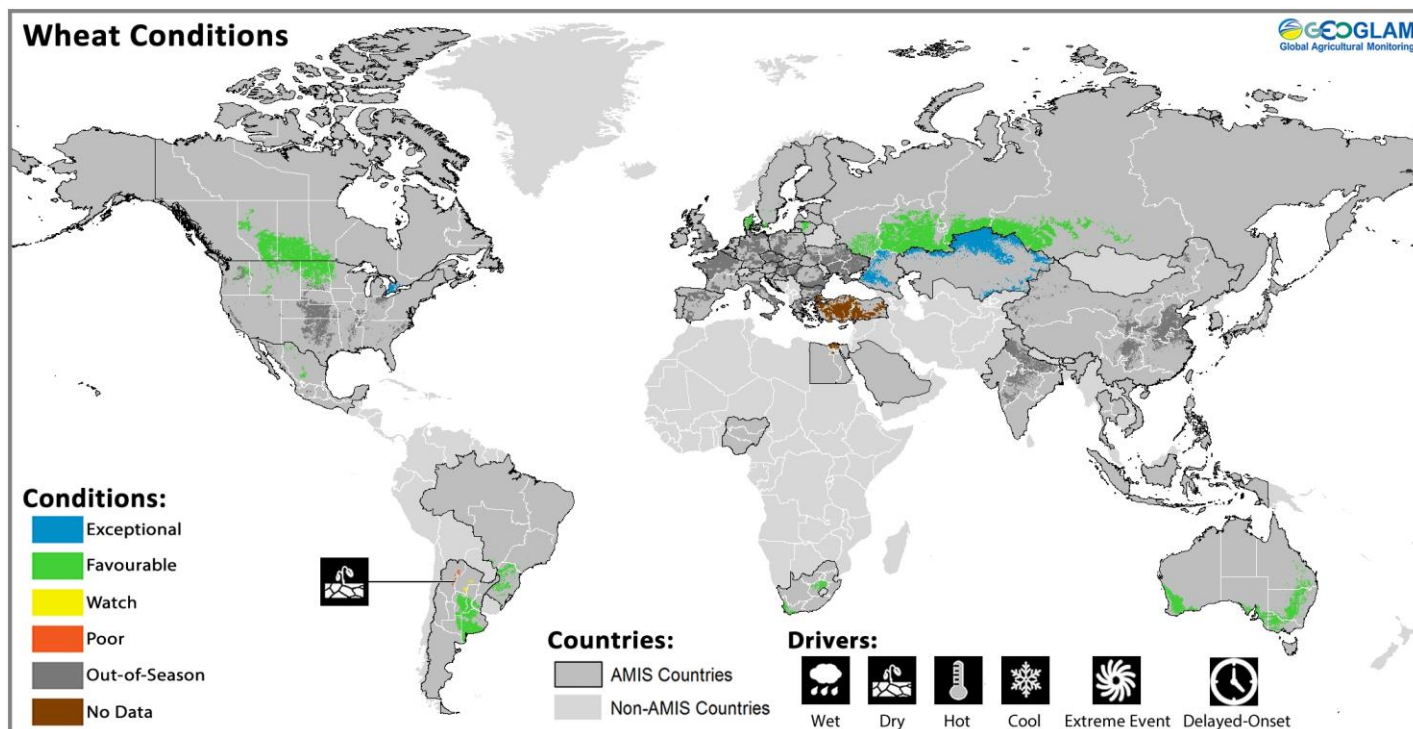 Wheat Conditions
GEOGLAM
Global Agricultural Monitoring
Conditions:
Exceptional
Favourable
Watch
Poor
Out-of-Season
No Data
Countries:
AMIS Countries
Non-AMIS Countries
Drivers:
Wet
Dry
Hot
Cool
Extreme Event
Delayed-Onset